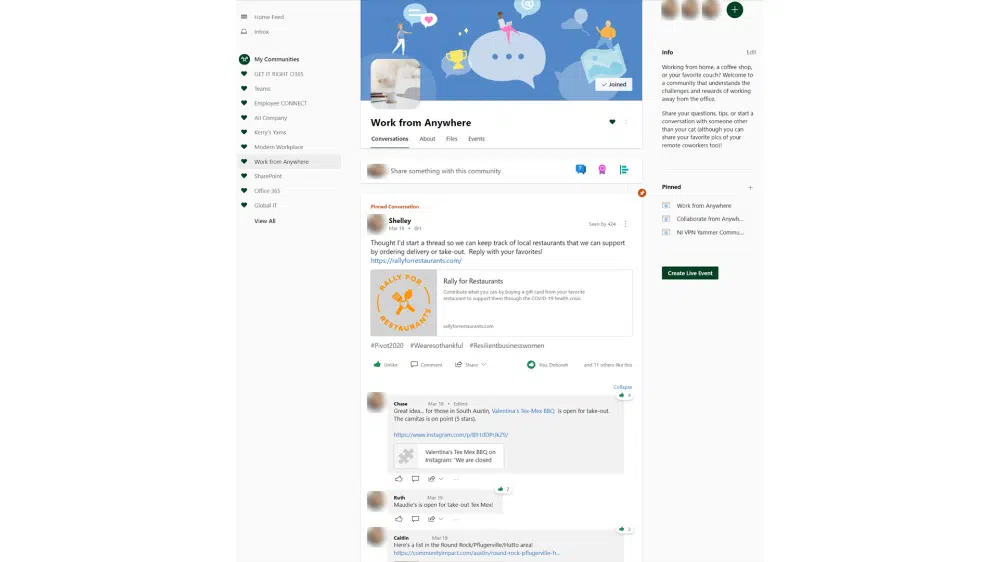 Home Feed
Inbox
My Communities
GET IT RIGHT O365
Teams
Employee CONNECT
All Company
Kerry's Yarns
Modern Workplace
Work from Anywhere
SharePoint
Office 365
Global IT
View All
Joined
Work from Anywhere
Conversations About Files Events
Share something with this community
Pinned Conversation
Shelley
Mar 19 •
Seen by 424
Thought I'd start a thread so we can keep track of local restaurants that we can support
by ordering delivery or take-out. Reply with your favorites!
https://rallyforrestaurants.com/
RALLY FOR
RESTAURANTS
Rally for Restaurants
Contribute what you can by buying a gift card from your favorite
restaurant to support them through the COVID-19 health crisis.
rallyforrestaurants.com
#Pivot2020 #Wearesothankful #Resilientbusinesswomen
Unlike Comment Share
You, Deborah and 11 others like this
Collapse
4
Chase Mar 19 • Edited
Great idea... for those in South Austin, Valentina's Tex-Mex BBQ is open for take-out.
The carnitas is on point (5 stars).
Valentina's Tex Mex BBQ on
Instagram: "We are closed
2
Ruth Mar 19
Maudie's is open for take-out Tex Mex!
Caitlin Mar 19
Here's a list in the Round Rock/Pflugerville/Hutto area!
https://communityimpact.com/austin/round-rock-pflugerville-h...
Info Edit
Working from home, a coffee shop,
or your favorite couch? Welcome to
a community that understands the
challenges and rewards of working
away from the office.
Share your questions, tips, or start a
conversation with someone other
than your cat (although you can
share your favorite pics of your
remote coworkers too)!
Pinned
Work from Anywhere
Collaborate from Anywh...
NI VPN Yammer Commu...
Create Live Event